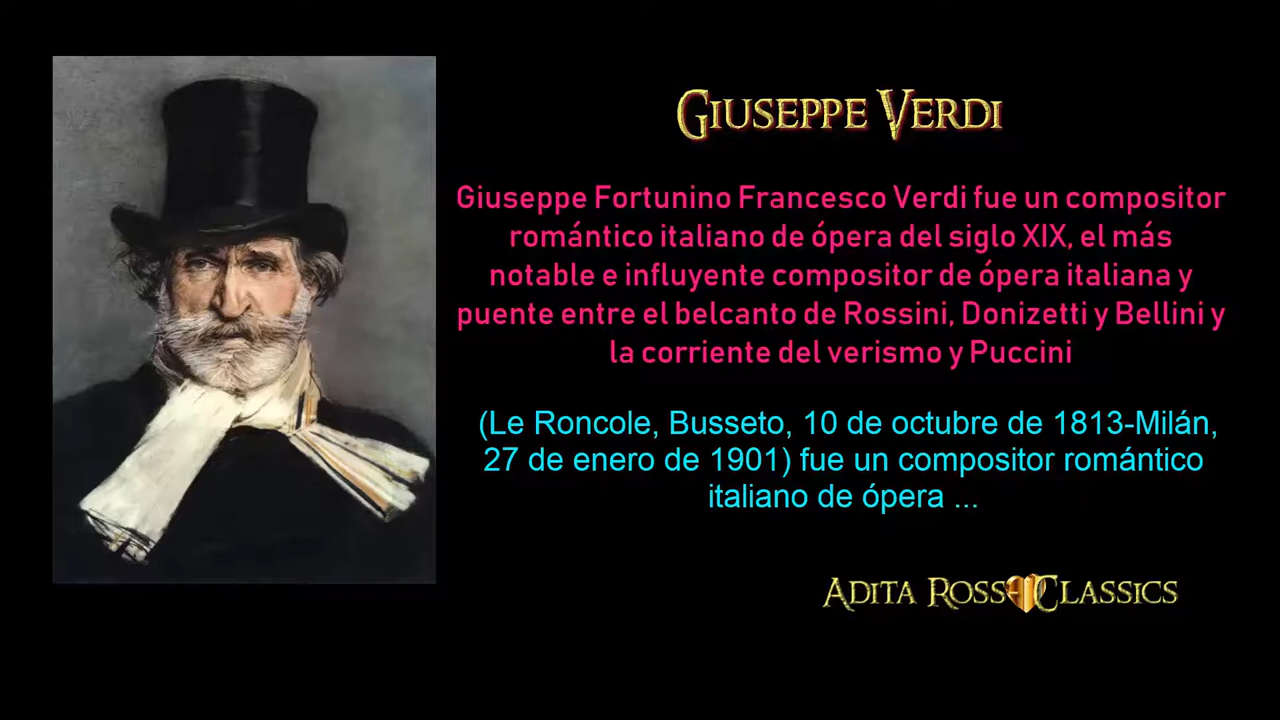 Giuseppe Verdi
Giuseppe Fortunino Francesco Verdi fue un compositor
romántico italiano de ópera del siglo XIX, el más
notable e influyente compositor de ópera italiana y
puente entre el belcanto de Rossini, Donizetti y Bellini y
la corriente del verismo y Puccini
(Le Roncole, Busseto, 10 de octubre de 1813-Milán,
27 de enero de 1901) fue un compositor romántico
italiano de ópera ...
Adita Ross Classics